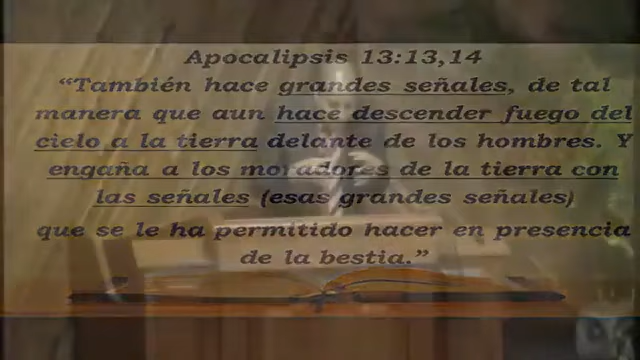 Apocalipsis 13:13,14
“También hace grandes señales, de tal
manera que aun hace descender fuego del
cielo a la tierra delante de los hombres. Y
engaña a los moradores de la tierra con
las señales (esas grandes señales)
que se le ha permitido hacer en presencia
de la bestia.”